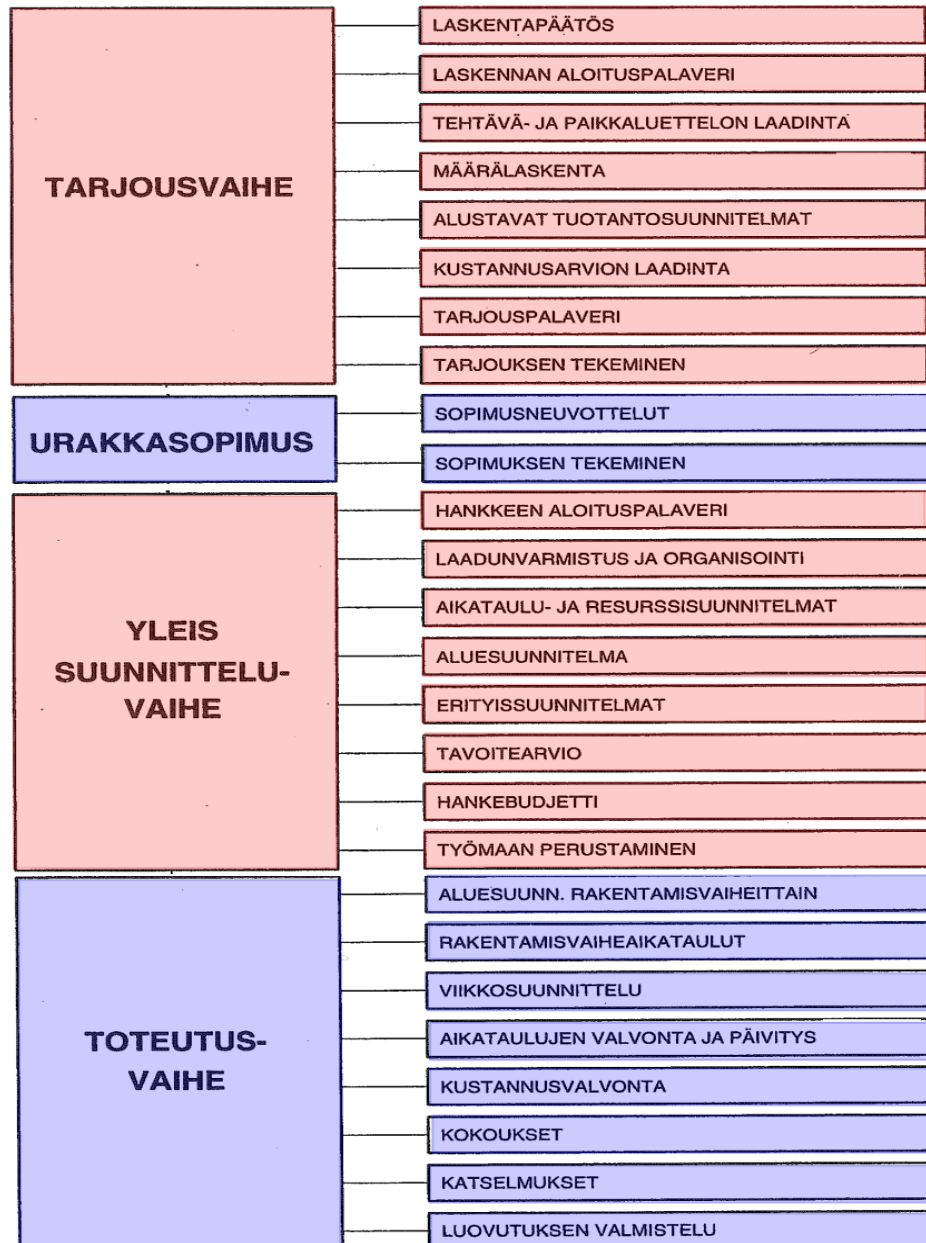 TARJOUSVAIHE
LASKENTAPÄÄTÖS
LASKENNAN ALOITUSPALAVERI
TEHTÄVÄ- JA PAIKKALUETTELON LAADINTA
MÄÄRÄLASKENTA
ALUSTAVAT TUOTANTOSUUNNITELMAT
KUSTANNUSARVION LAADINTA
TARJOUSPALAVERI
TARJOUKSEN TEKEMINEN
URAKKASOPIMUS
SOPIMUSNEUVOTTELUT
SOPIMUKSEN TEKEMINEN
YLEIS
SUUNNITTELU-
VAIHE
HANKKEEN ALOITUSPALAVERI
LAADUNVARMISTUS JA ORGANISOINTI
AIKATAULU- JA RESURSSISUUNNITELMAT
ALUESUUNNITELMA
ERITYISSUUNNITELMAT
TAVOITEARVIO
HANKEBUDJETTI
TYÖMAAN PERUSTAMINEN
TOTEUTUS-
VAIHE
ALUESUUNN. RAKENTAMISVAIHEITTAIN
RAKENTAMISVAIHEAIKATAULUT
VIIKKOSUUNNITTELU
AIKATAULUJEN VALVONTA JA PÄIVITYS
KUSTANNUSVALVONTA
KOKOUKSET
KATSELMUKSET
LUOVUTUKSEN VALMISTELU